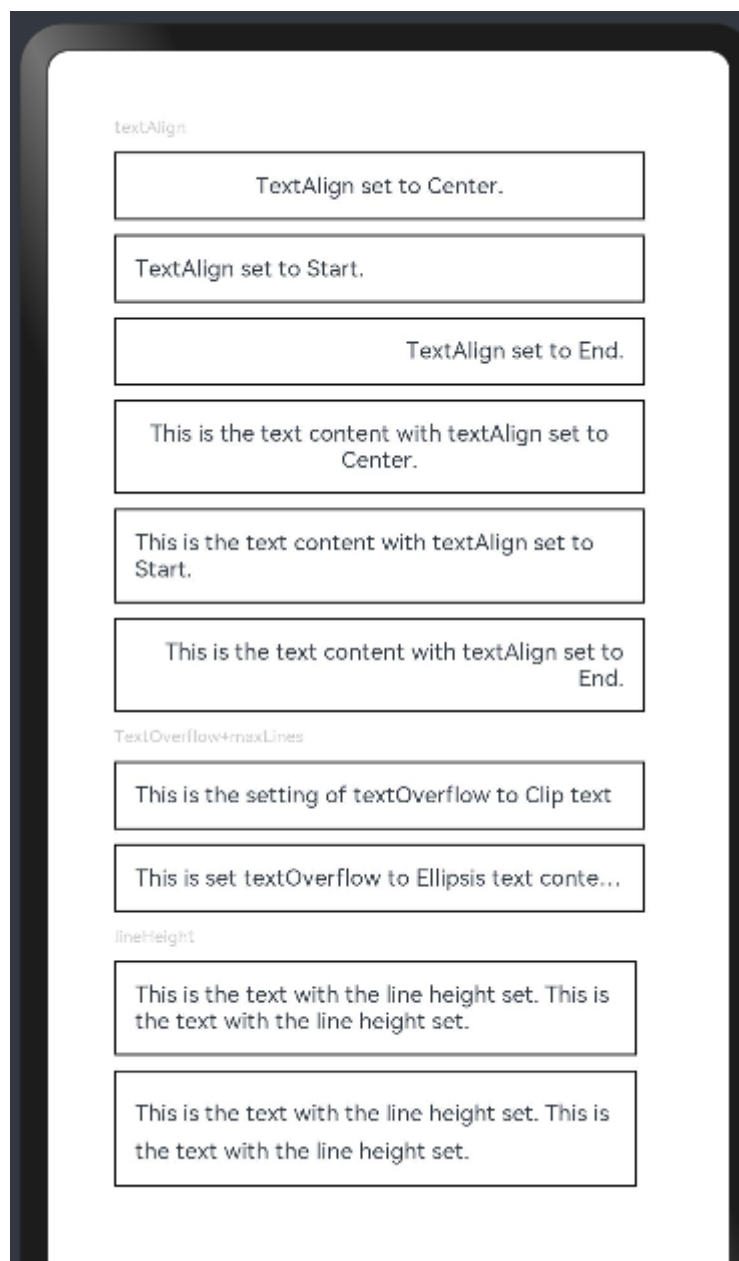 textAlign
TextAlign set to Center.
TextAlign set to Start.
TextAlign set to End.
This is the text content with textAlign set to
Center.
This is the text content with textAlign set to
Start.
This is the text content with textAlign set to
End.
TextOverflow+maxLines
This is the setting of textOverflow to Clip text
This is set textOverflow to Ellipsis text conte...
lineHeight
This is the text with the line height set. This is
the text with the line height set.
This is the text with the line height set. This is
the text with the line height set.